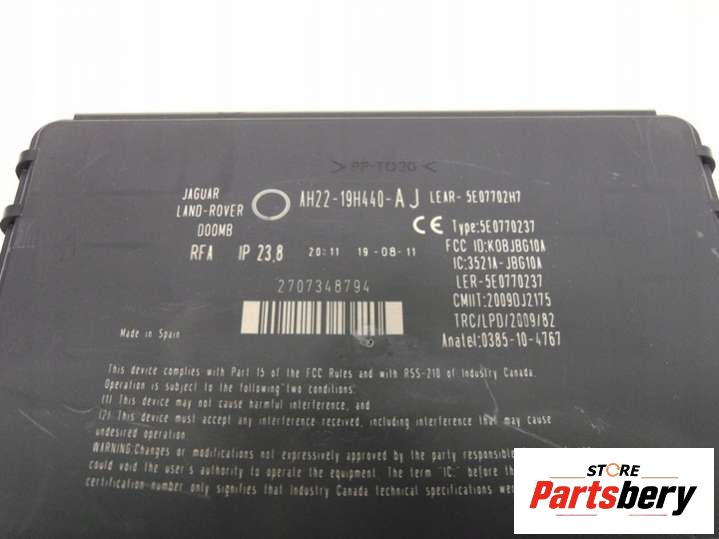 >PP-TD20<
JAGUAR
LAND-ROVER
DOOMB
AH22-19H440-AJ LEAR- 5E07702H7
CE Type:5E0770237
RFA IP 23.8 20:11 19-08-11
FCC ID:KOBJBG10A
IC:3521A-JBG10A
LER-5E0770237
CMIIT:2009DJ2175
TRC/LPD/2009/82
Anatel:0385-10-4767
2707348794
Made in Spain
This device complies with Part 15 of the FCC Rules and with RSS-210 of Industry Canada.
Operation is subject to the following two conditions:
(1) This device may not cause harmful interference, and
(2) This device must accept any interference received, including interference that may cause
undesired operation
WARNING:Changes or modifications not expressively approved by the party responsible
could void the user's authority to operate the equipment. The term "IC:" before the
certification number only signifies that Industry Canada technical specifications
STORE
Partsbery